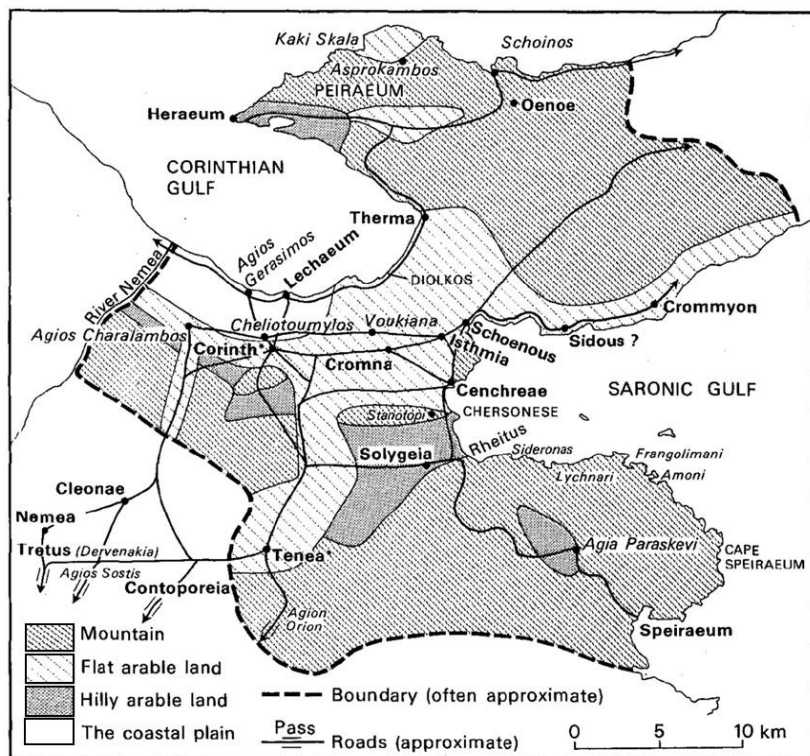 Kaki Skala
Schoinos
Asprokambos
PEIRAEUM
Oenoe
Heraeum
CORINTHIAN
GULF
Therma
Agios
Gerasimos
Lechaeum
DIOLKOS
River Nemea
Crommyon
Agios Charalambos
Cheliotoumylos
Voukiana
Schoenous
Sidous ?
Corinth
Isthmia
Cromna
Cenchreae
SARONIC GULF
CHERSONESE
Stanotopi
Rheitus
Solygeia
Sideronas
Frangolimani
Lychnari
Amoni
Cleonae
Nemea
Agia Paraskevi
Tretus (Dervenakia)
Tenea
CAPE
SPEIRAEUM
Agios Sostis
Contoporeia
Agion
Orion
Speiraeum
Mountain
Flat arable land
Hilly arable land
Boundary (often approximate)
The coastal plain
Pass
Roads (approximate)
0 5 10 km